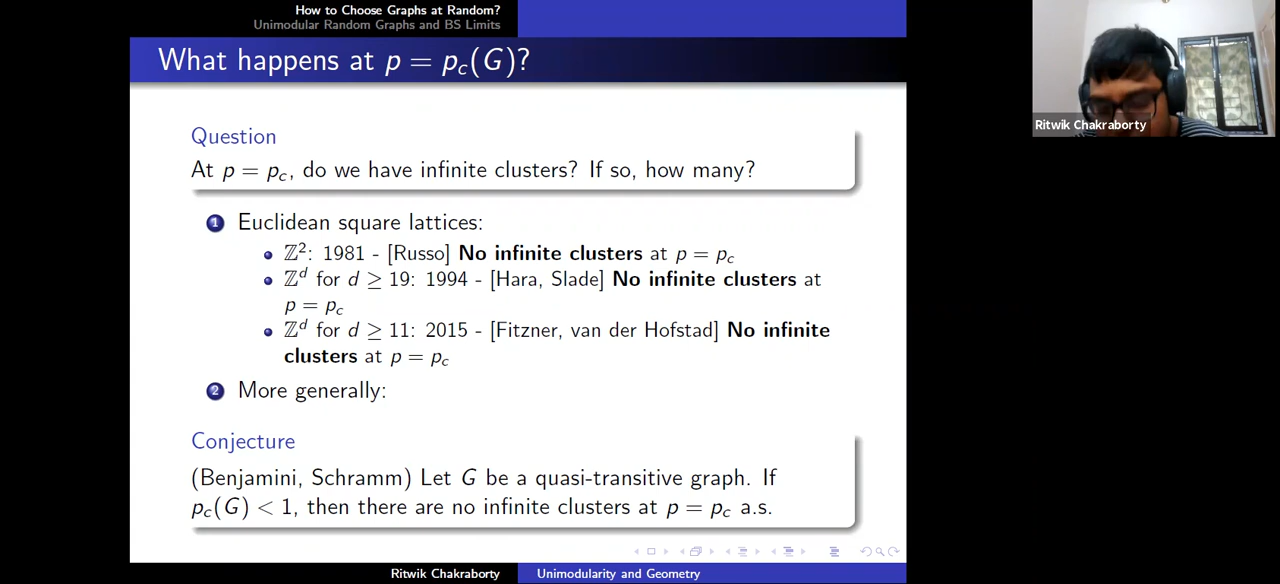 How to Choose Graphs at Random?
Unimodular Random Graphs and BS Limits
What happens at p = p_c(G)?
Ritwik Chakraborty
Question
At p = p_c, do we have infinite clusters? If so, how many?
1 Euclidean square lattices:
• ℤ²: 1981 - [Russo] No infinite clusters at p = p_c
• ℤ^d for d ≥ 19: 1994 - [Hara, Slade] No infinite clusters at
p = p_c
• ℤ^d for d ≥ 11: 2015 - [Fitzner, van der Hofstad] No infinite
clusters at p = p_c
2 More generally:
Conjecture
(Benjamini, Schramm) Let G be a quasi-transitive graph. If
p_c(G) < 1, then there are no infinite clusters at p = p_c a.s.
Ritwik Chakraborty
Unimodularity and Geometry